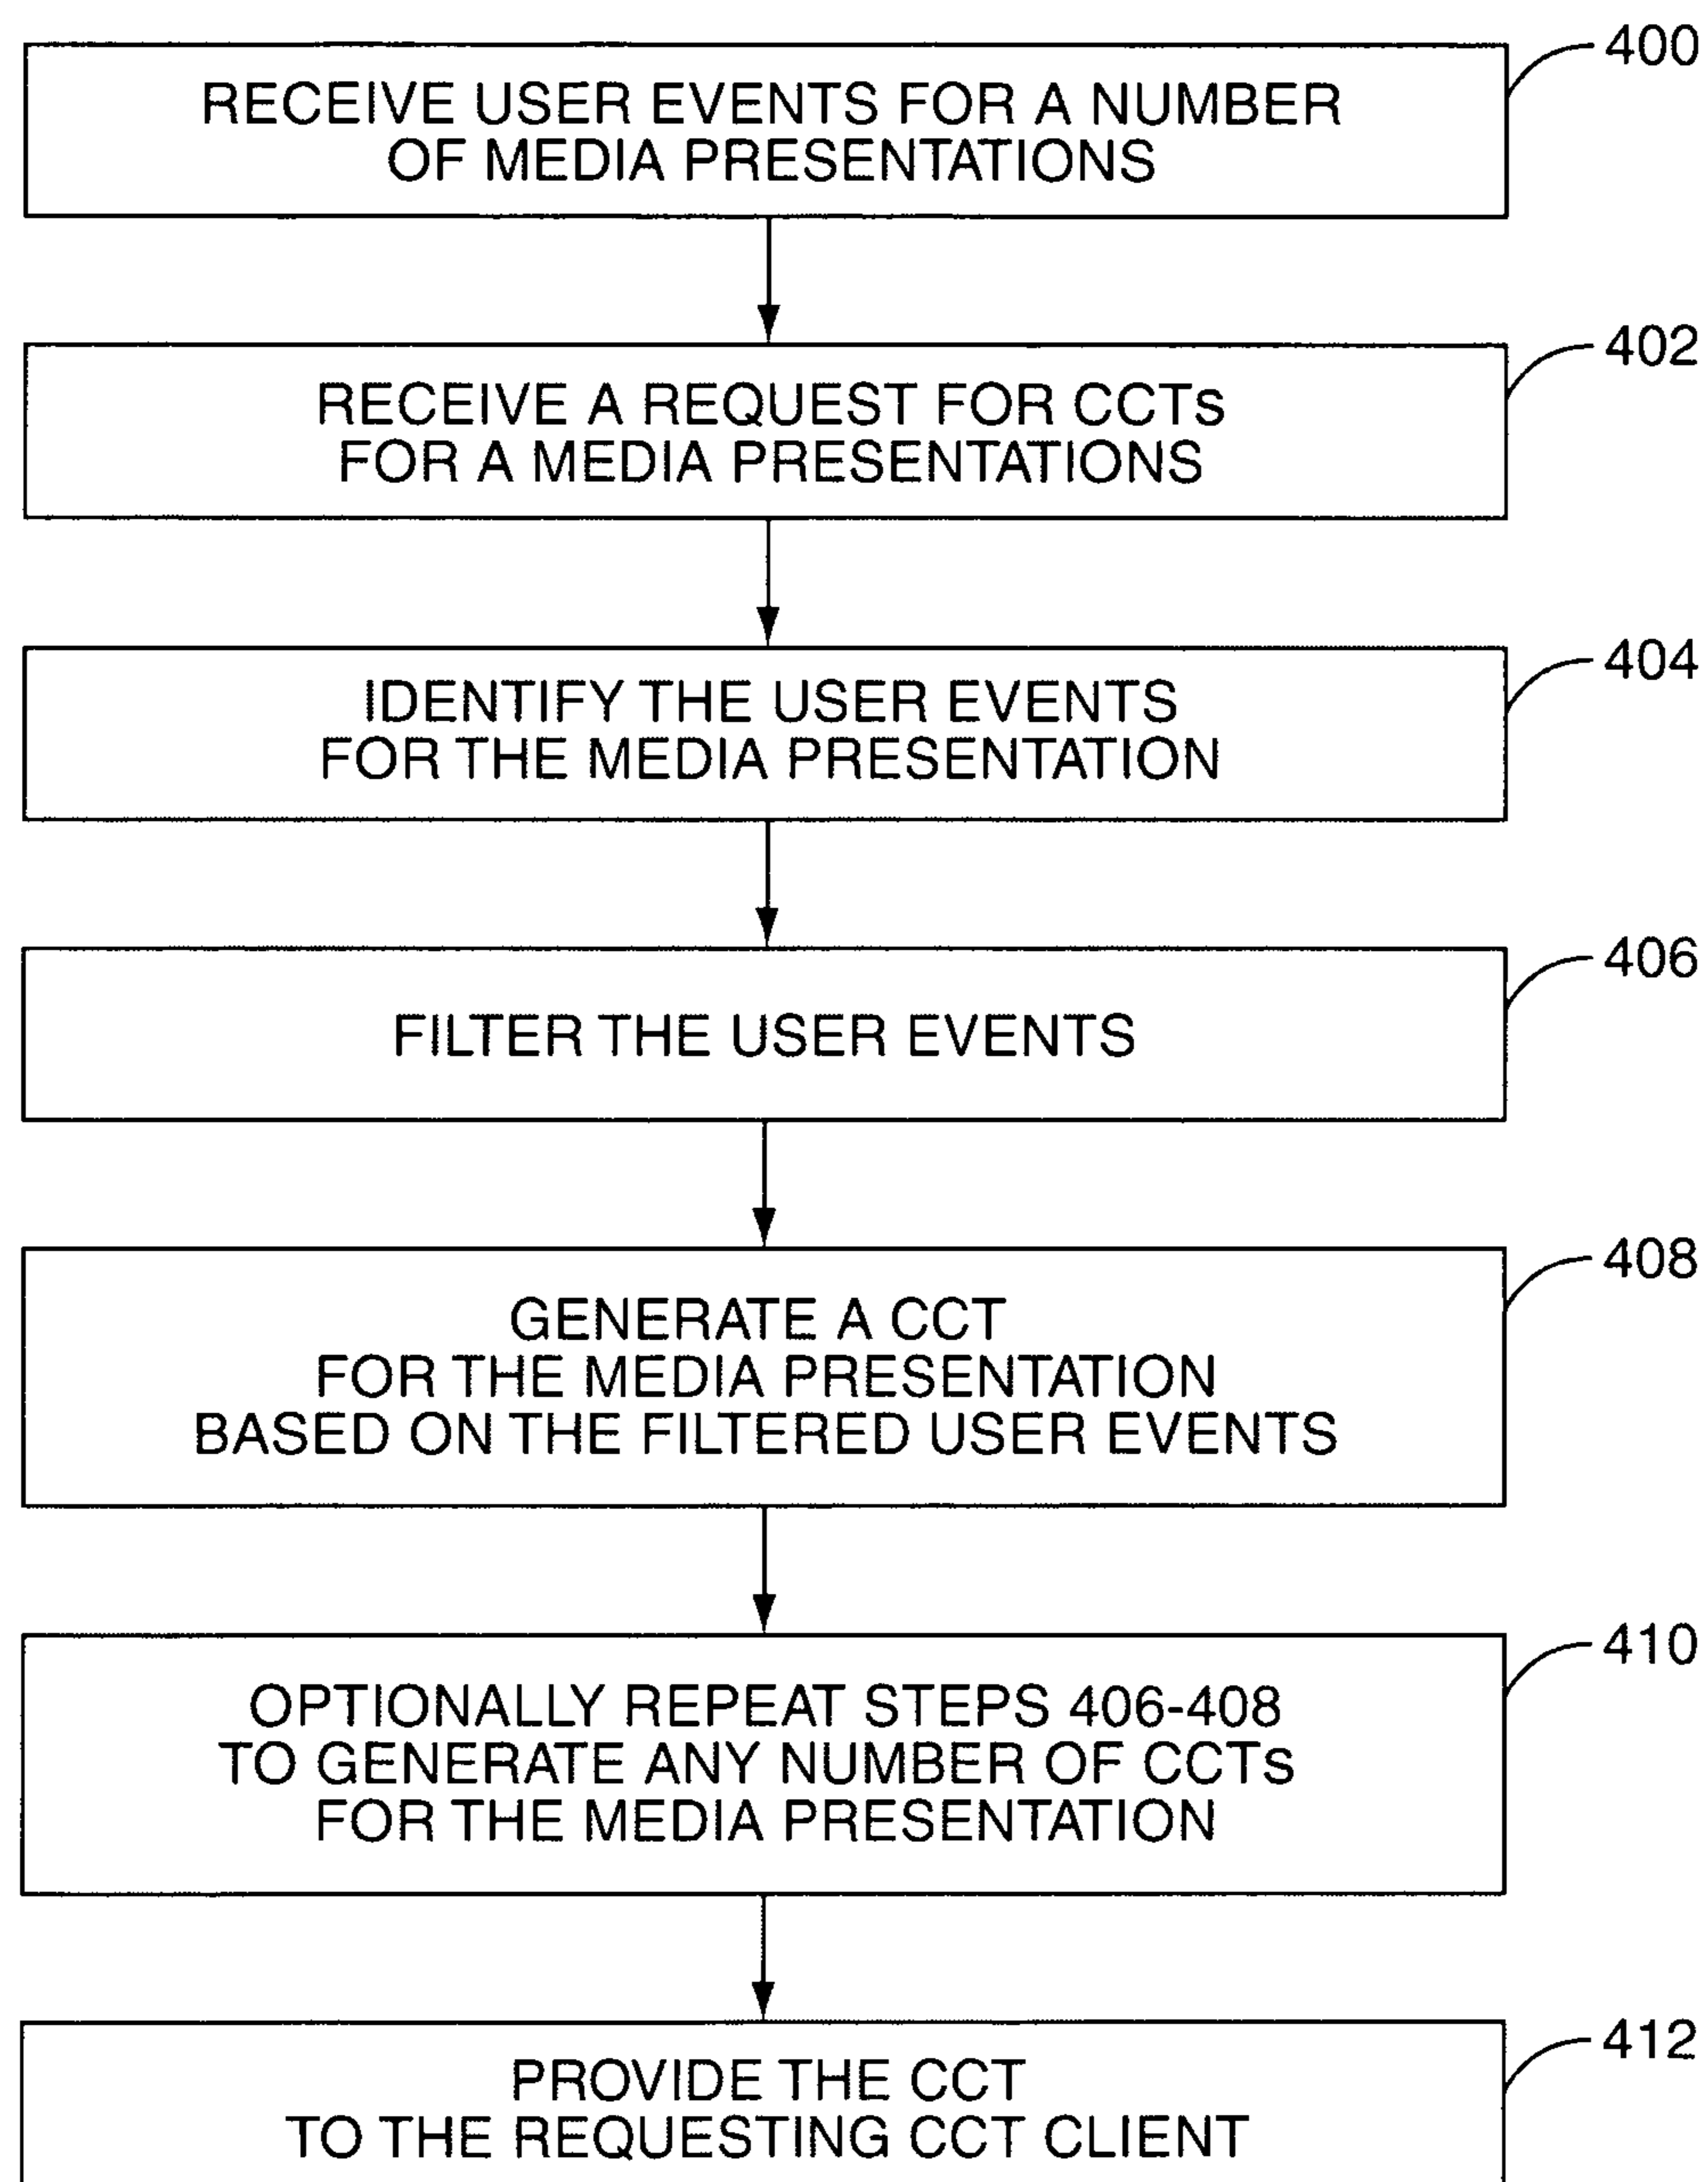 400
RECEIVE USER EVENTS FOR A NUMBER
OF MEDIA PRESENTATIONS
402
RECEIVE A REQUEST FOR CCTs
FOR A MEDIA PRESENTATIONS
404
IDENTIFY THE USER EVENTS
FOR THE MEDIA PRESENTATION
406
FILTER THE USER EVENTS
408
GENERATE A CCT
FOR THE MEDIA PRESENTATION
BASED ON THE FILTERED USER EVENTS
410
OPTIONALLY REPEAT STEPS 406-408
TO GENERATE ANY NUMBER OF CCTs
FOR THE MEDIA PRESENTATION
412
PROVIDE THE CCT
TO THE REQUESTING CCT CLIENT